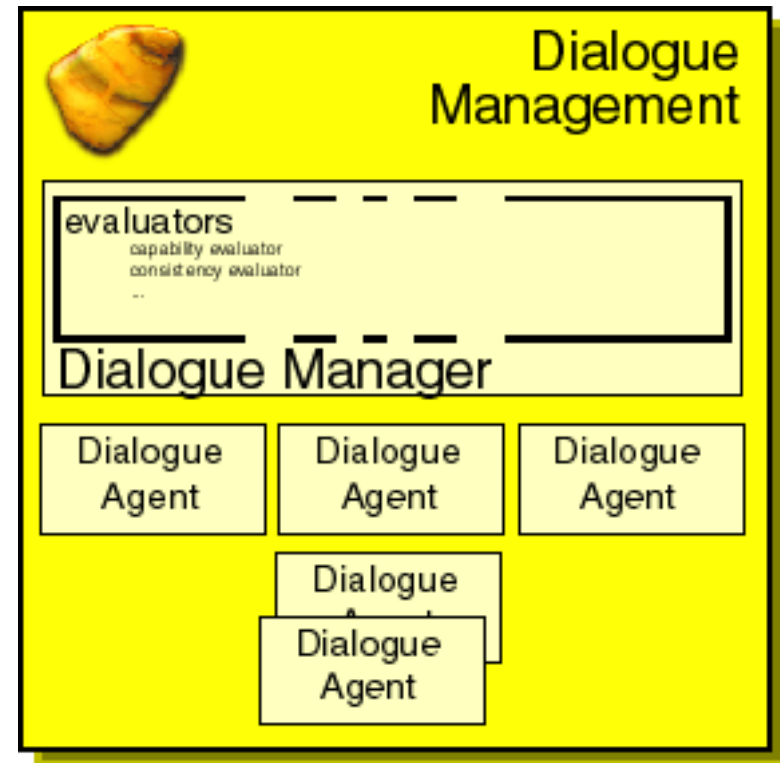 Dialogue
Management
evaluators
capability evaluator
consistency evaluator
...
Dialogue Manager
Dialogue
Agent
Dialogue
Agent
Dialogue
Agent
Dialogue
Dialogue
Agent